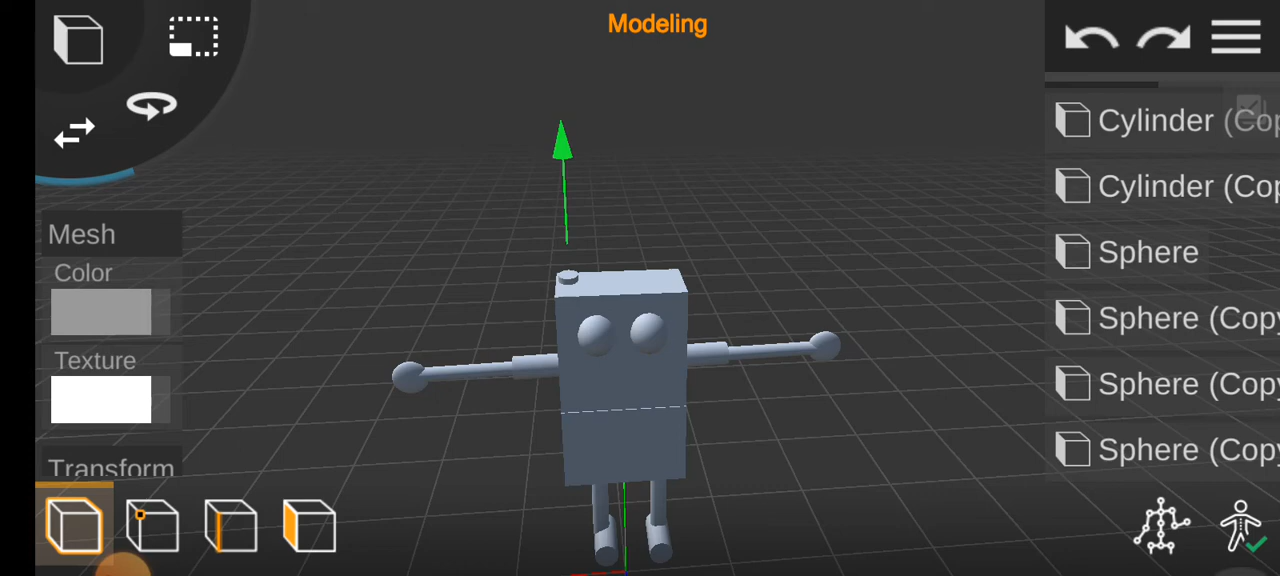 Modeling
Mesh
Color
Texture
Transform
Cylinder (Cop
Cylinder (Cop
Sphere
Sphere (Copy
Sphere (Copy
Sphere (Copy